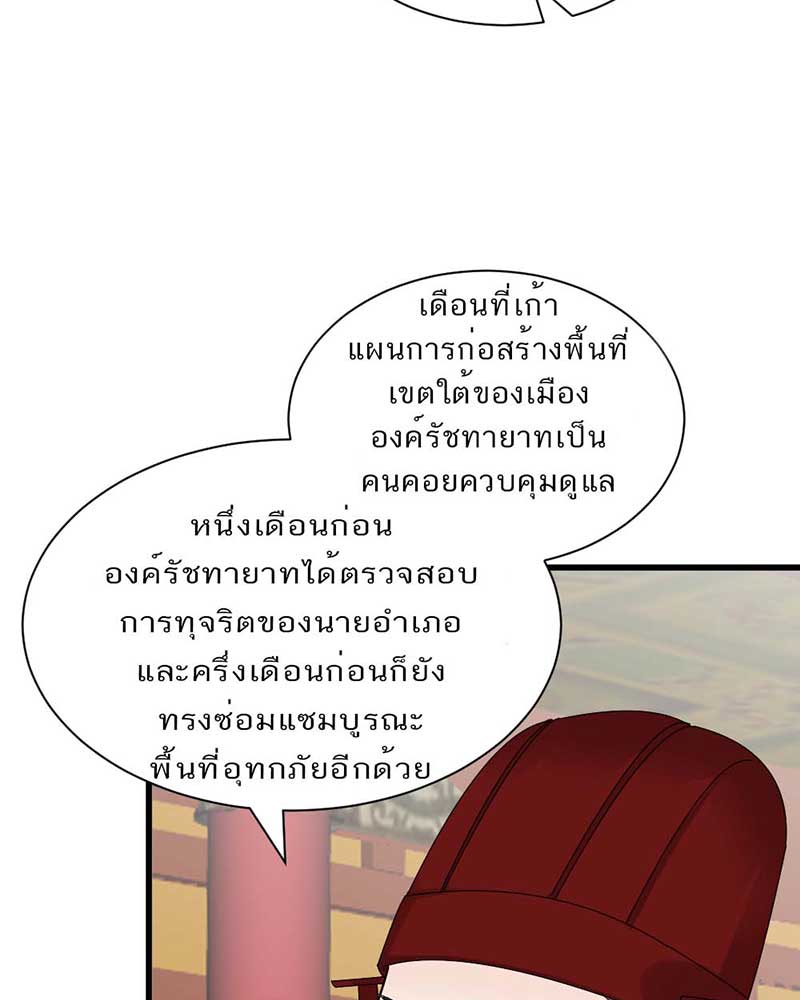 เดือนที่เก้า
แผนการก่อสร้างพื้นที่
เขตใต้ของเมือง
องค์รัชทายาทเป็น
คนคอยควบคุมดูแล
หนึ่งเดือนก่อน
องค์รัชทายาทได้ตรวจสอบ
การทุจริตของนายอำเภอ
และครึ่งเดือนก่อนก็ยัง
ทรงซ่อมแซมบูรณะ
พื้นที่อุทกภัยอีกด้วย